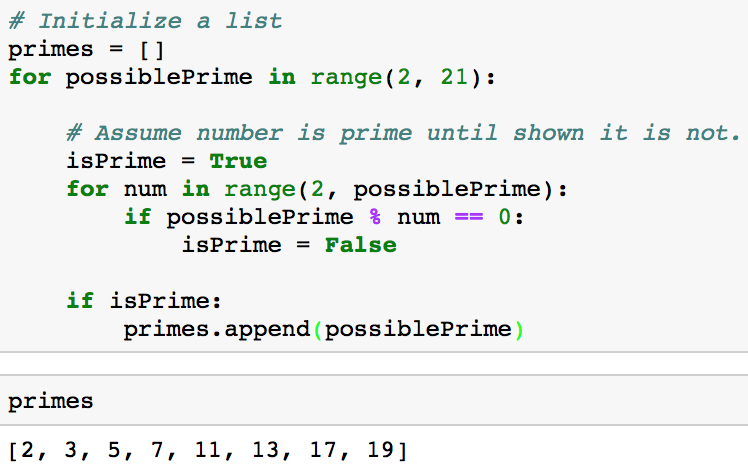 # Initialize a list
primes = []
for possiblePrime in range(2, 21):
    # Assume number is prime until shown it is not.
    isPrime = True
    for num in range(2, possiblePrime):
        if possiblePrime % num == 0:
            isPrime = False
    if isPrime:
        primes.append(possiblePrime)
primes
[2, 3, 5, 7, 11, 13, 17, 19]